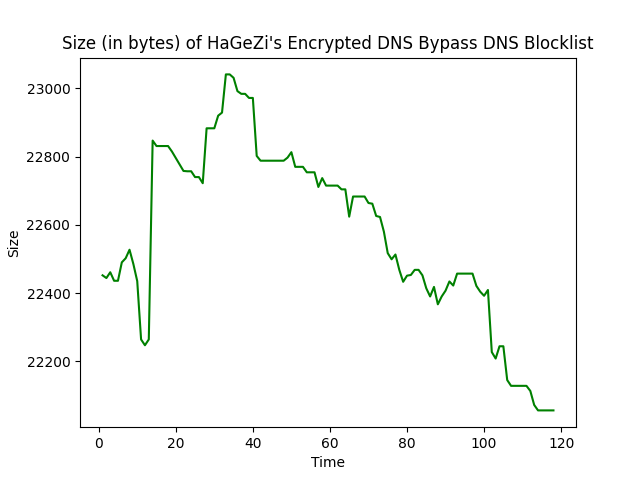 Size (in bytes) of HaGeZi's Encrypted DNS Bypass DNS Blocklist
23000
22800
22600
22400
22200
Size
0 20 40 60 80 100 120
Time